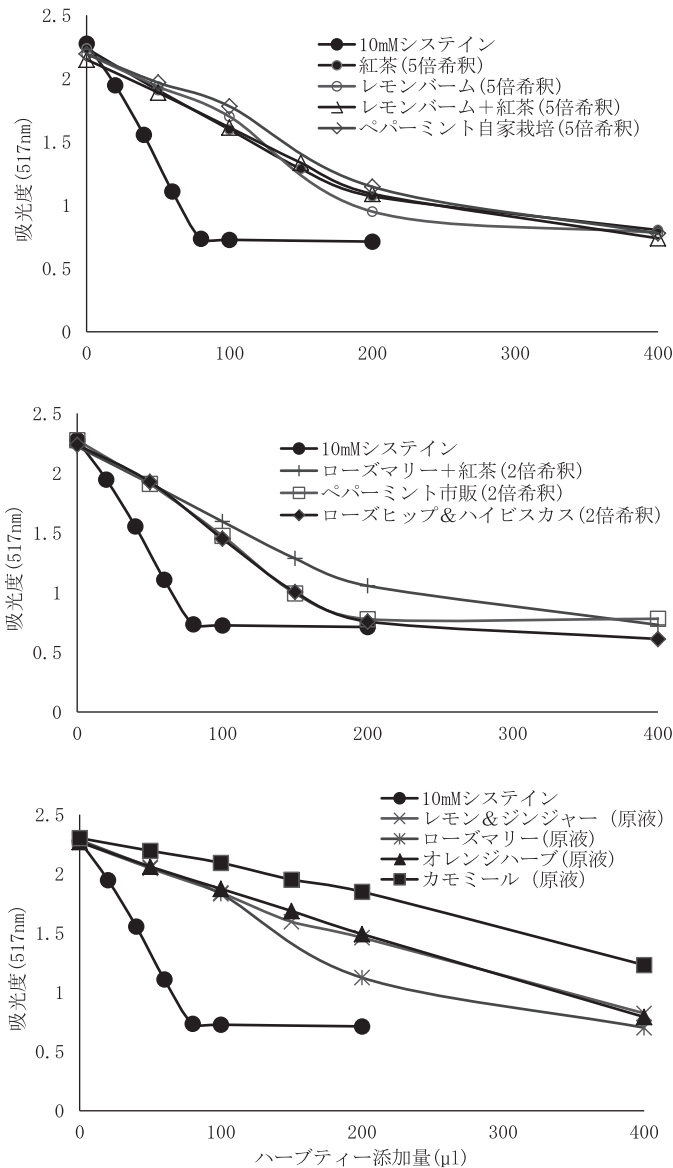 2.5
2
1.5
1
0.5
0
吸光度(517nm)
10mMシステイン
紅茶(5倍希釈)
レモンバーム(5倍希釈)
レモンバーム＋紅茶(5倍希釈)
ペパーミント自家栽培(5倍希釈)
0 100 200 300 400
2.5
2
1.5
1
0.5
0
吸光度(517nm)
10mMシステイン
ローズマリー＋紅茶(2倍希釈)
ペパーミント市販(2倍希釈)
ローズヒップ＆ハイビスカス(2倍希釈)
0 100 200 300 400
2.5
2
1.5
1
0.5
0
吸光度(517nm)
10mMシステイン
レモン＆ジンジャー (原液)
ローズマリー(原液)
オレンジハーブ(原液)
カモミール (原液)
0 100 200 300 400
ハーブティー添加量(μl)